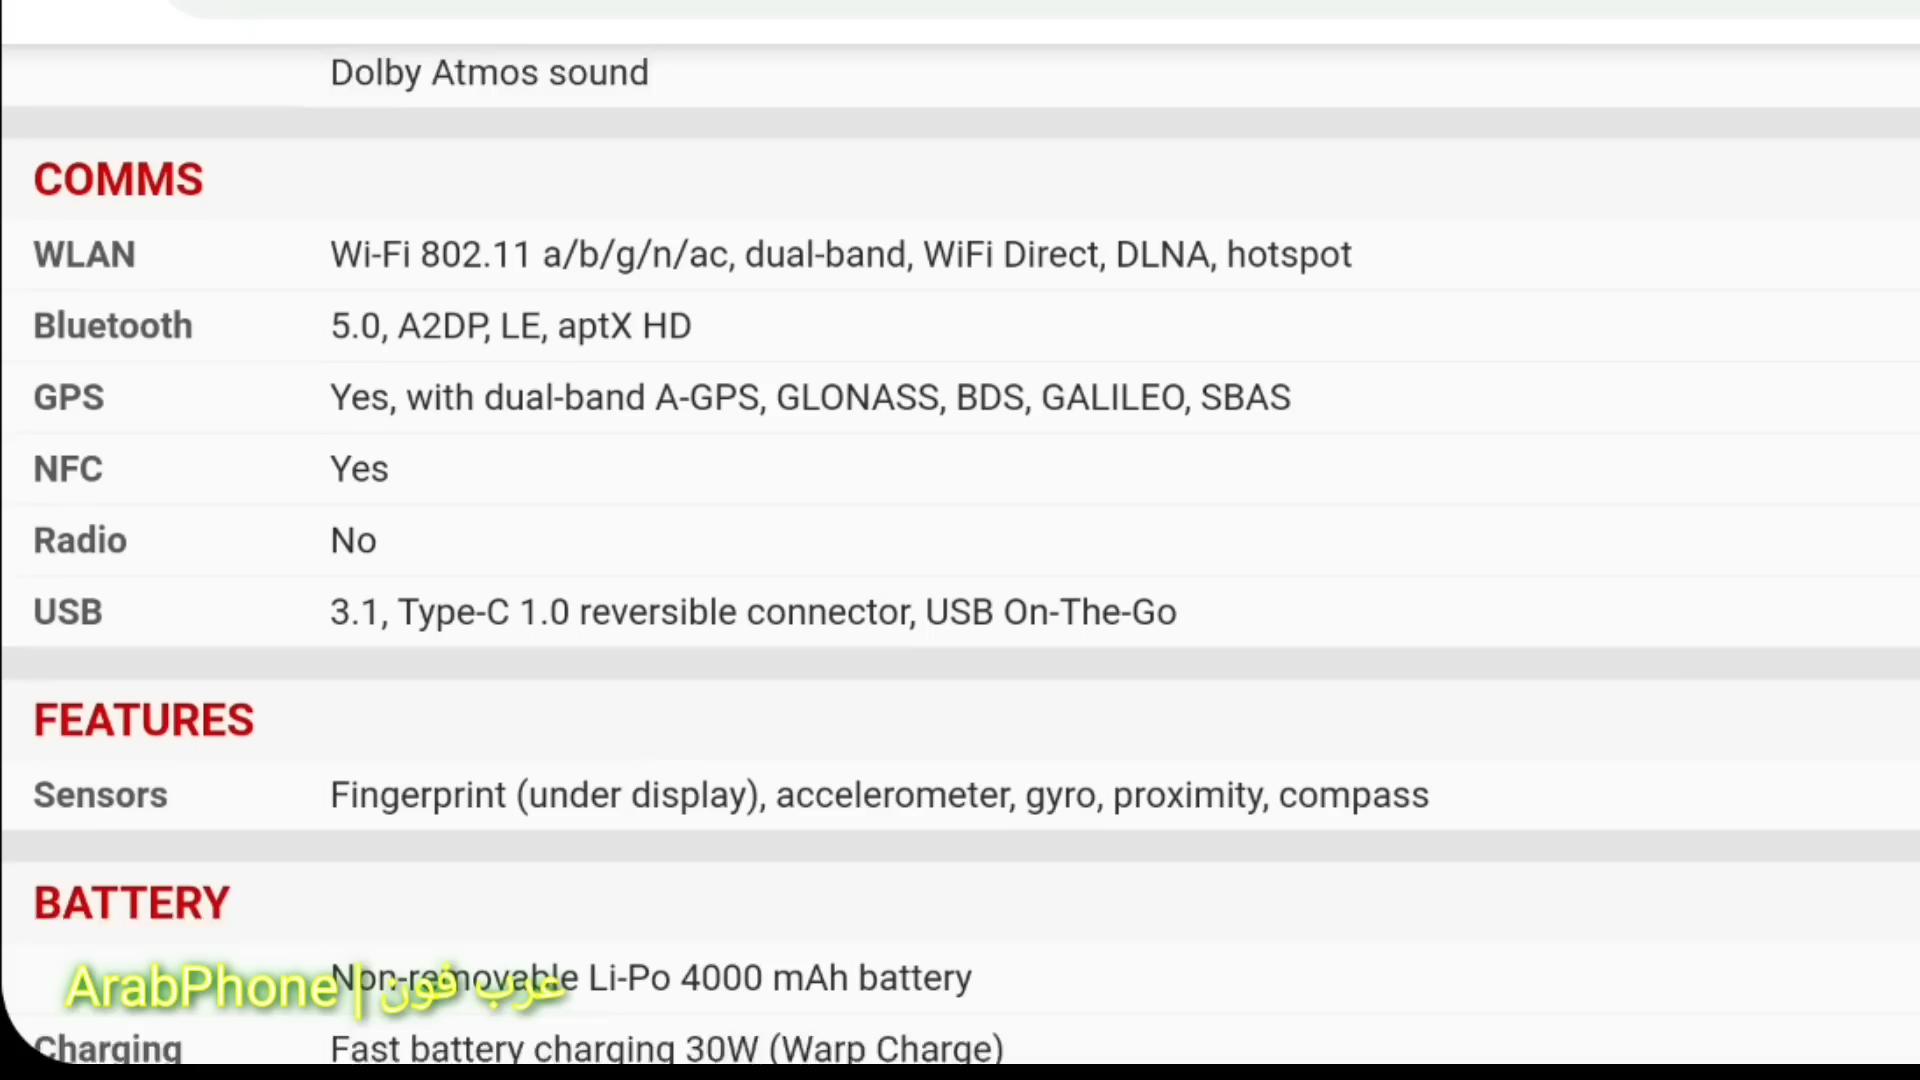 Dolby Atmos sound
COMMS
WLAN Wi-Fi 802.11 a/b/g/n/ac, dual-band, WiFi Direct, DLNA, hotspot
Bluetooth 5.0, A2DP, LE, aptX HD
GPS Yes, with dual-band A-GPS, GLONASS, BDS, GALILEO, SBAS
NFC Yes
Radio No
USB 3.1, Type-C 1.0 reversible connector, USB On-The-Go
FEATURES
Sensors Fingerprint (under display), accelerometer, gyro, proximity, compass
BATTERY
Non-removable Li-Po 4000 mAh battery
ArabPhone | عرب فون
Charging Fast battery charging 30W (Warp Charge)